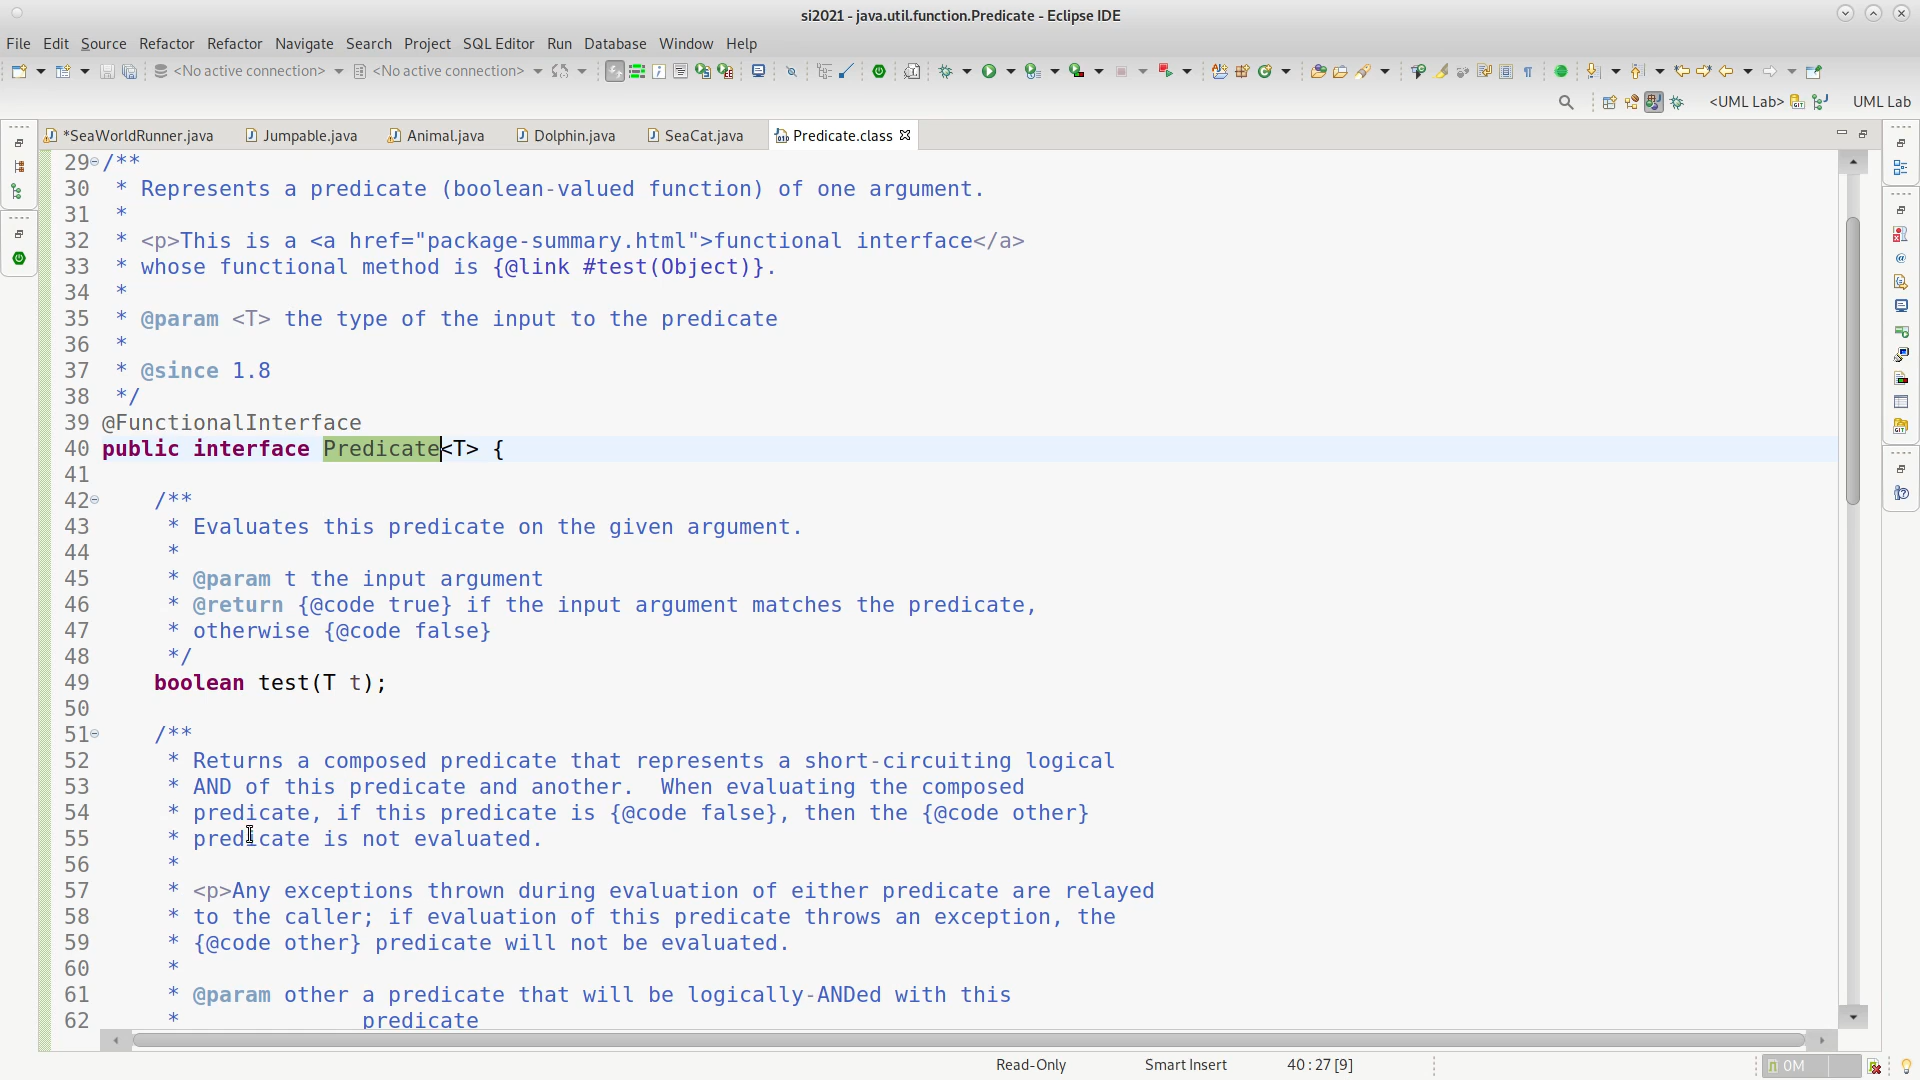 si2021 - java.util.function.Predicate - Eclipse IDE
File Edit Source Refactor Refactor Navigate Search Project SQL Editor Run Database Window Help
<No active connection> <No active connection>
<UML Lab> UML Lab
*SeaWorldRunner.java Jumpable.java Animal.java Dolphin.java SeaCat.java Predicate.class
29 /**
30  * Represents a predicate (boolean-valued function) of one argument.
31  *
32  * <p>This is a <a href="package-summary.html">functional interface</a>
33  * whose functional method is {@link #test(Object)}.
34  *
35  * @param <T> the type of the input to the predicate
36  *
37  * @since 1.8
38  */
39 @FunctionalInterface
40 public interface Predicate<T> {
41
42     /**
43      * Evaluates this predicate on the given argument.
44      *
45      * @param t the input argument
46      * @return {@code true} if the input argument matches the predicate,
47      * otherwise {@code false}
48      */
49     boolean test(T t);
50
51     /**
52      * Returns a composed predicate that represents a short-circuiting logical
53      * AND of this predicate and another.  When evaluating the composed
54      * predicate, if this predicate is {@code false}, then the {@code other}
55      * predicate is not evaluated.
56      *
57      * <p>Any exceptions thrown during evaluation of either predicate are relayed
58      * to the caller; if evaluation of this predicate throws an exception, the
59      * {@code other} predicate will not be evaluated.
60      *
61      * @param other a predicate that will be logically-ANDed with this
62      *              predicate
Read-Only Smart Insert 40 : 27 [9] 0M